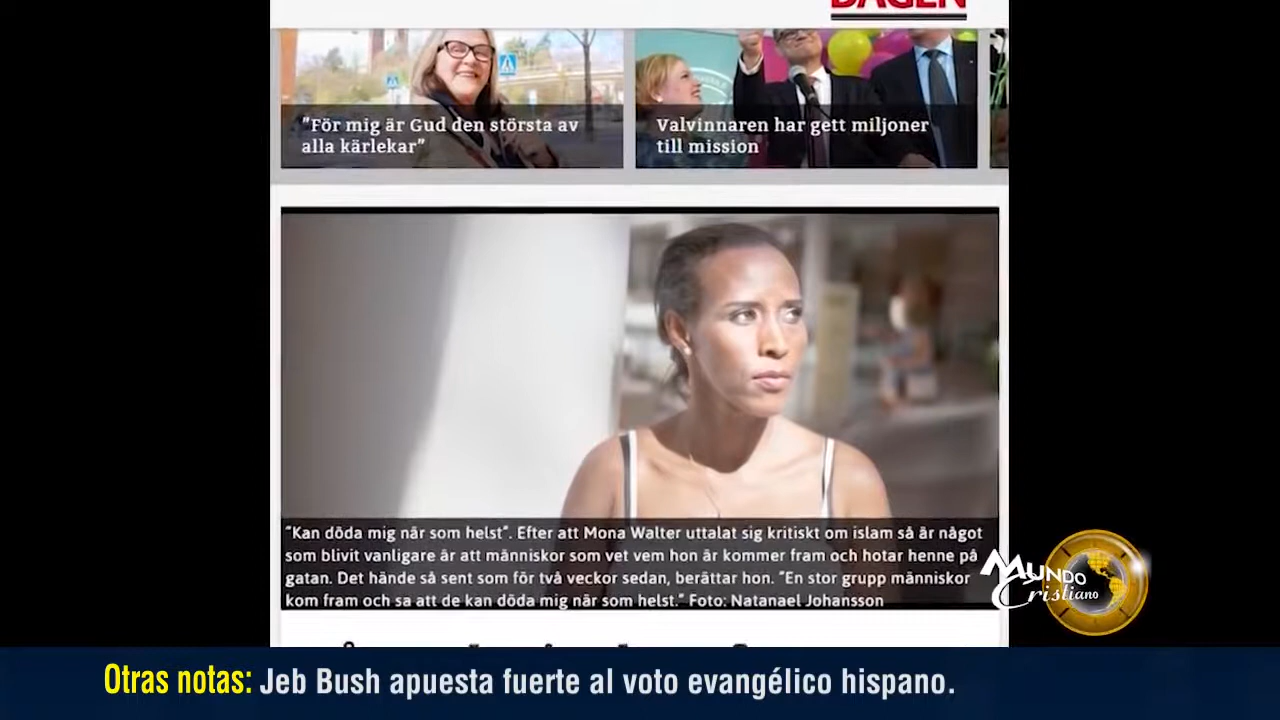 DAGEN
"För mig är Gud den största av
alla kärlekar"
Valvinnaren har gett miljoner
till mission
"Kan döda mig när som helst". Efter att Mona Walter uttalat sig kritiskt om islam så är något
som blivit vanligare är att människor som vet vem hon är kommer fram och hotar henne på
gatan. Det hände så sent som för två veckor sedan, berättar hon. "En stor grupp människor
kom fram och sa att de kan döda mig när som helst." Foto: Natanael Johansson
Mundo
Cristiano
Otras notas: Jeb Bush apuesta fuerte al voto evangélico hispano.